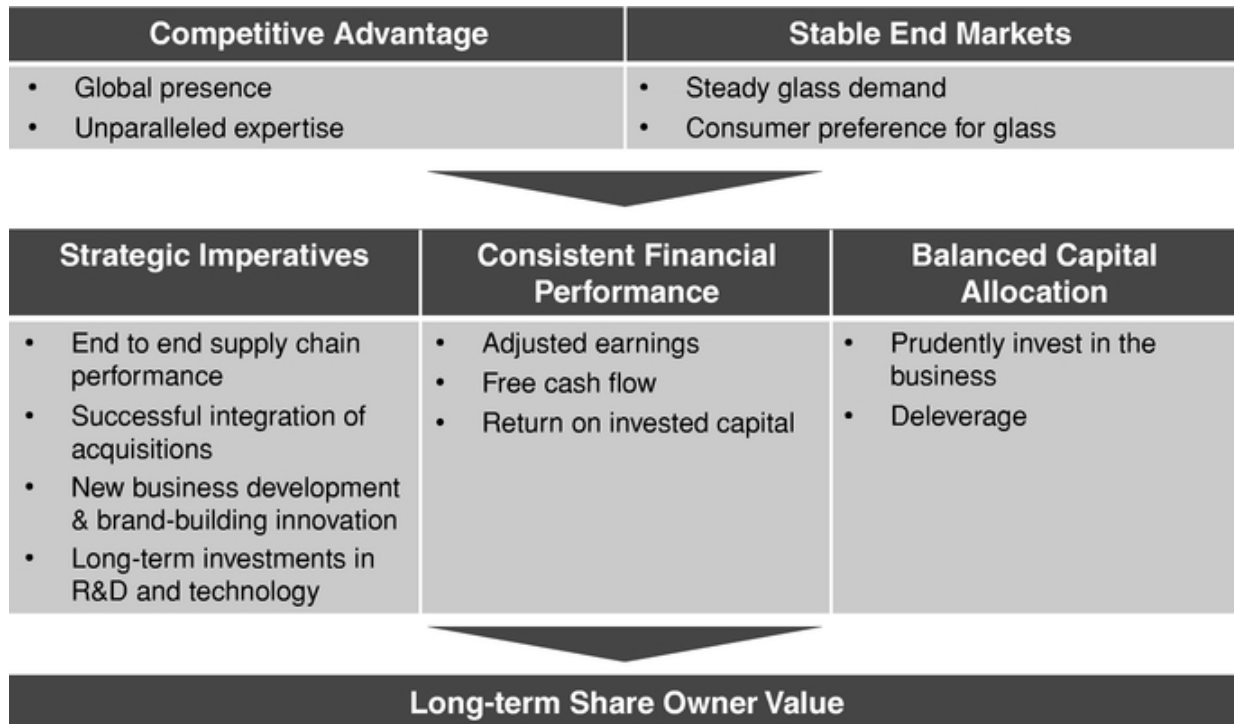 Competitive Advantage
• Global presence
• Unparalleled expertise
Stable End Markets
• Steady glass demand
• Consumer preference for glass
Strategic Imperatives
• End to end supply chain
performance
• Successful integration of
acquisitions
• New business development
& brand-building innovation
• Long-term investments in
R&D and technology
Consistent Financial
Performance
• Adjusted earnings
• Free cash flow
• Return on invested capital
Balanced Capital
Allocation
• Prudently invest in the
business
• Deleverage
Long-term Share Owner Value